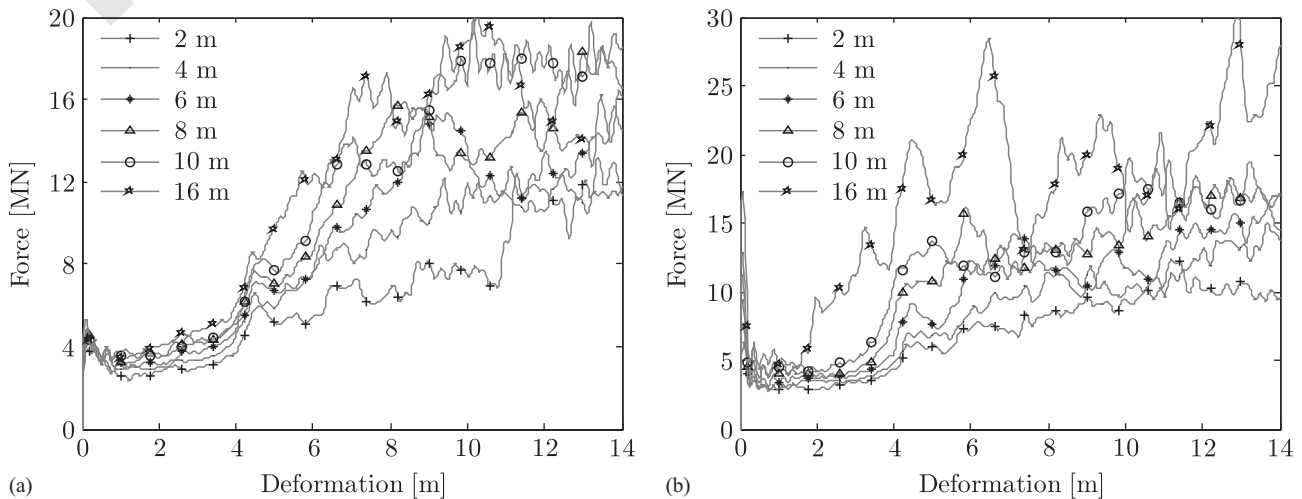 20
16
12
8
4
0
Force [MN]
2 m
4 m
6 m
8 m
10 m
16 m
0 2 4 6 8 10 12 14
Deformation [m]
(a)
30
25
20
15
10
5
0
Force [MN]
2 m
4 m
6 m
8 m
10 m
16 m
0 2 4 6 8 10 12 14
Deformation [m]
(b)